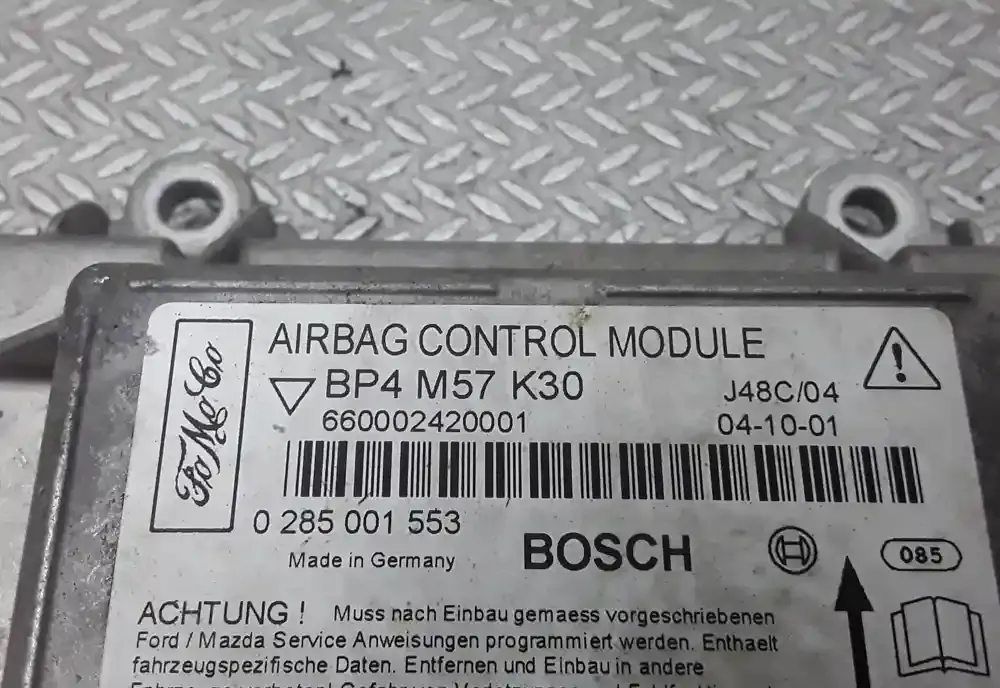 FoMoCo
AIRBAG CONTROL MODULE
BP4 M57 K30
J48C/04
660002420001
04-10-01
0 285 001 553
Made in Germany
BOSCH
085
ACHTUNG ! Muss nach Einbau gemaess vorgeschriebenen
Ford / Mazda Service Anweisungen programmiert werden. Enthaelt
fahrzeugspezifische Daten. Entfernen und Einbau in andere